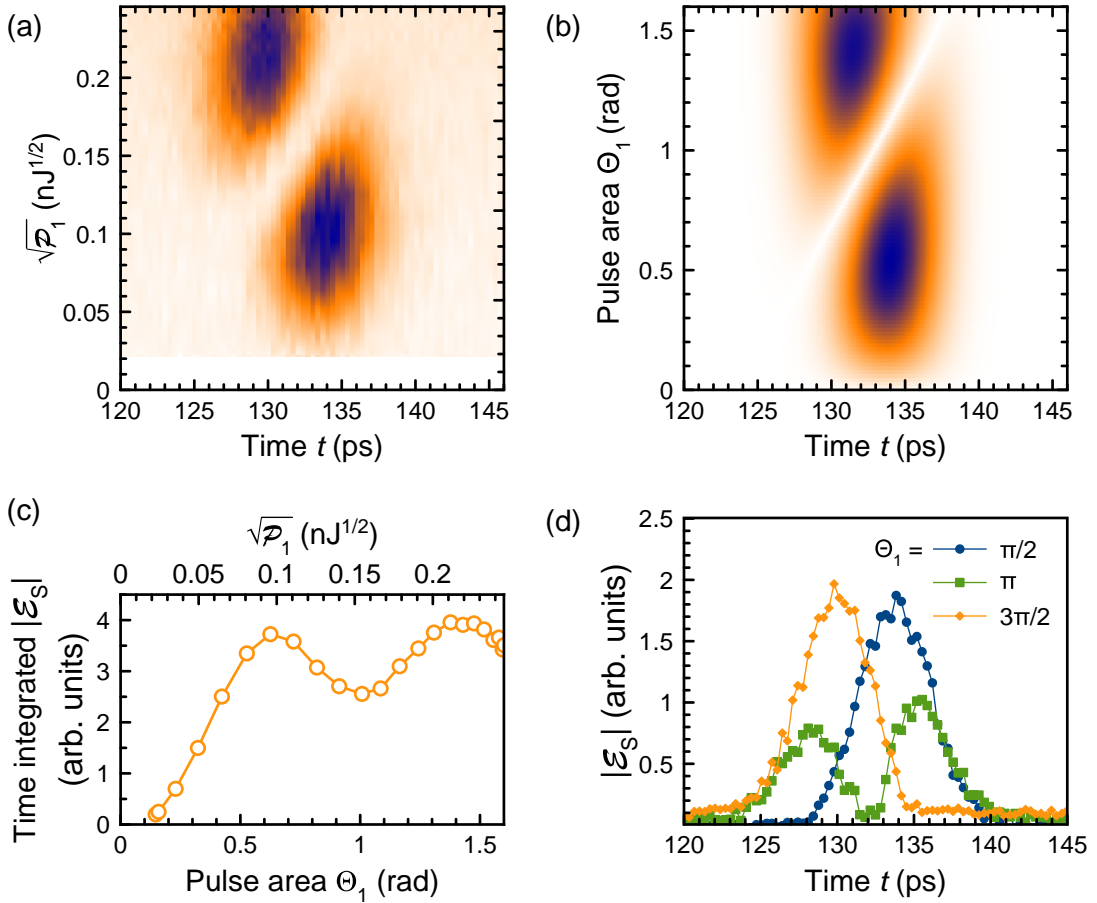 (a)
√𝒫₁ (nJ^1/2)
0.2
0.15
0.1
0.05
0
120 125 130 135 140 145
Time t (ps)
(b)
Pulse area Θ₁ (rad)
1.5
1
0.5
0
120 125 130 135 140 145
Time t (ps)
(c)
√𝒫₁ (nJ^1/2)
0 0.05 0.1 0.15 0.2
Time integrated |ℰ_S|
(arb. units)
4
3
2
1
0
0 0.5 1 1.5
Pulse area Θ₁ (rad)
(d)
|ℰ_S| (arb. units)
2.5
2
1.5
1
0.5
Θ₁ = π/2
π
3π/2
120 125 130 135 140 145
Time t (ps)